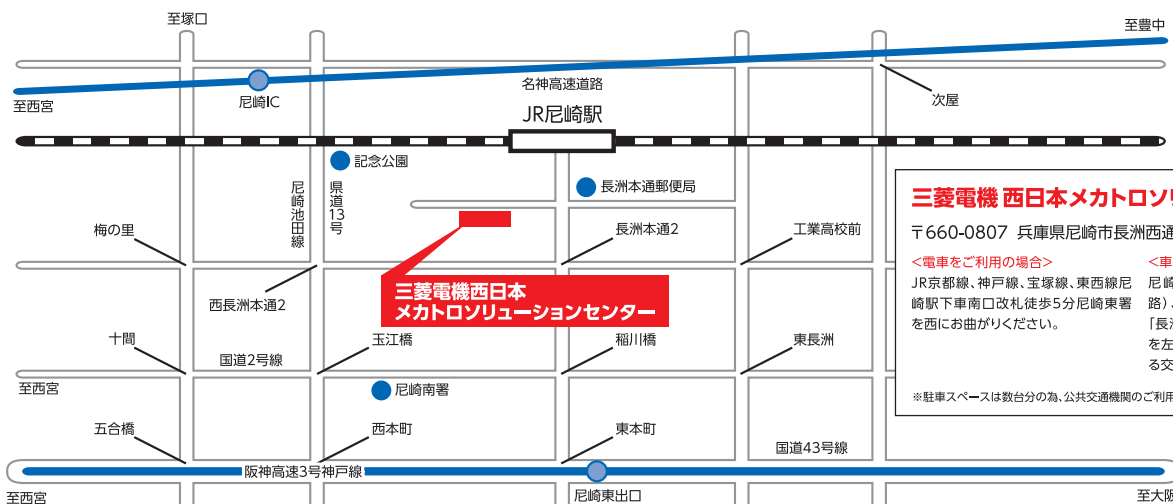 至塚口
至豊中
名神高速道路
至西宮
尼崎IC
次屋
JR尼崎駅
記念公園
長洲本通郵便局
尼崎池田線
県道13号
梅の里
長洲本通2
工業高校前
西長洲本通2
三菱電機西日本
メカトロソリューションセンター
三菱電機 西日本メカトロソリ
〒660-0807 兵庫県尼崎市長洲西通
<電車をご利用の場合>
JR京都線、神戸線、宝塚線、東西線尼
崎駅下車南口改札徒歩5分尼崎東署
を西にお曲がりください。
<車
尼崎
路)、
「長洲
を左
る交
※駐車スペースは数台分の為、公共交通機関のご利用
十間
国道2号線
玉江橋
稲川橋
東長洲
至西宮
尼崎南署
五合橋
西本町
東本町
国道43号線
阪神高速3号神戸線
至西宮
尼崎東出口
至大阪